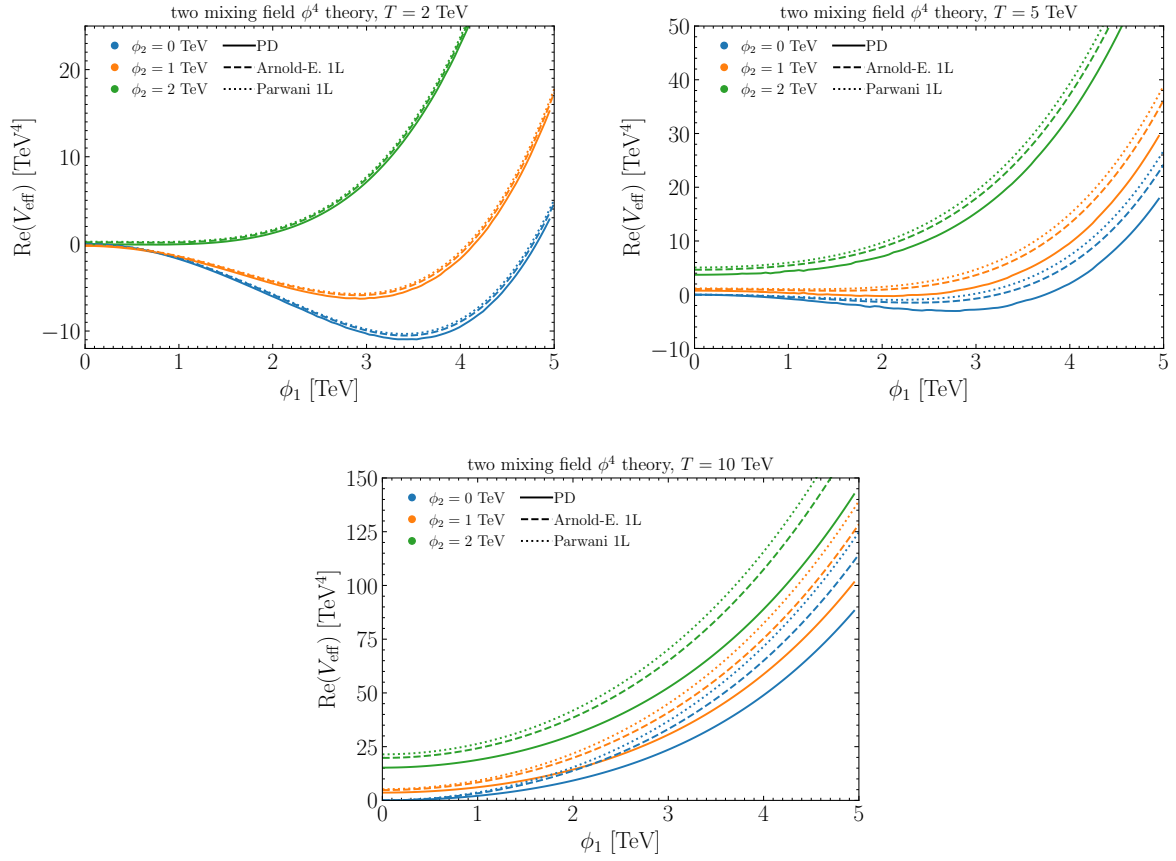 two mixing field ϕ⁴ theory, T = 2 TeV
ϕ₂ = 0 TeV
ϕ₂ = 1 TeV
ϕ₂ = 2 TeV
PD
Arnold-E. 1L
Parwani 1L
Re(V_eff) [TeV⁴]
20
10
0
−10
0 1 2 3 4 5
ϕ₁ [TeV]
two mixing field ϕ⁴ theory, T = 5 TeV
ϕ₂ = 0 TeV
ϕ₂ = 1 TeV
ϕ₂ = 2 TeV
PD
Arnold-E. 1L
Parwani 1L
Re(V_eff) [TeV⁴]
50
40
30
20
10
0
−10
0 1 2 3 4 5
ϕ₁ [TeV]
two mixing field ϕ⁴ theory, T = 10 TeV
ϕ₂ = 0 TeV
ϕ₂ = 1 TeV
ϕ₂ = 2 TeV
PD
Arnold-E. 1L
Parwani 1L
Re(V_eff) [TeV⁴]
150
125
100
75
50
25
0
0 1 2 3 4 5
ϕ₁ [TeV]